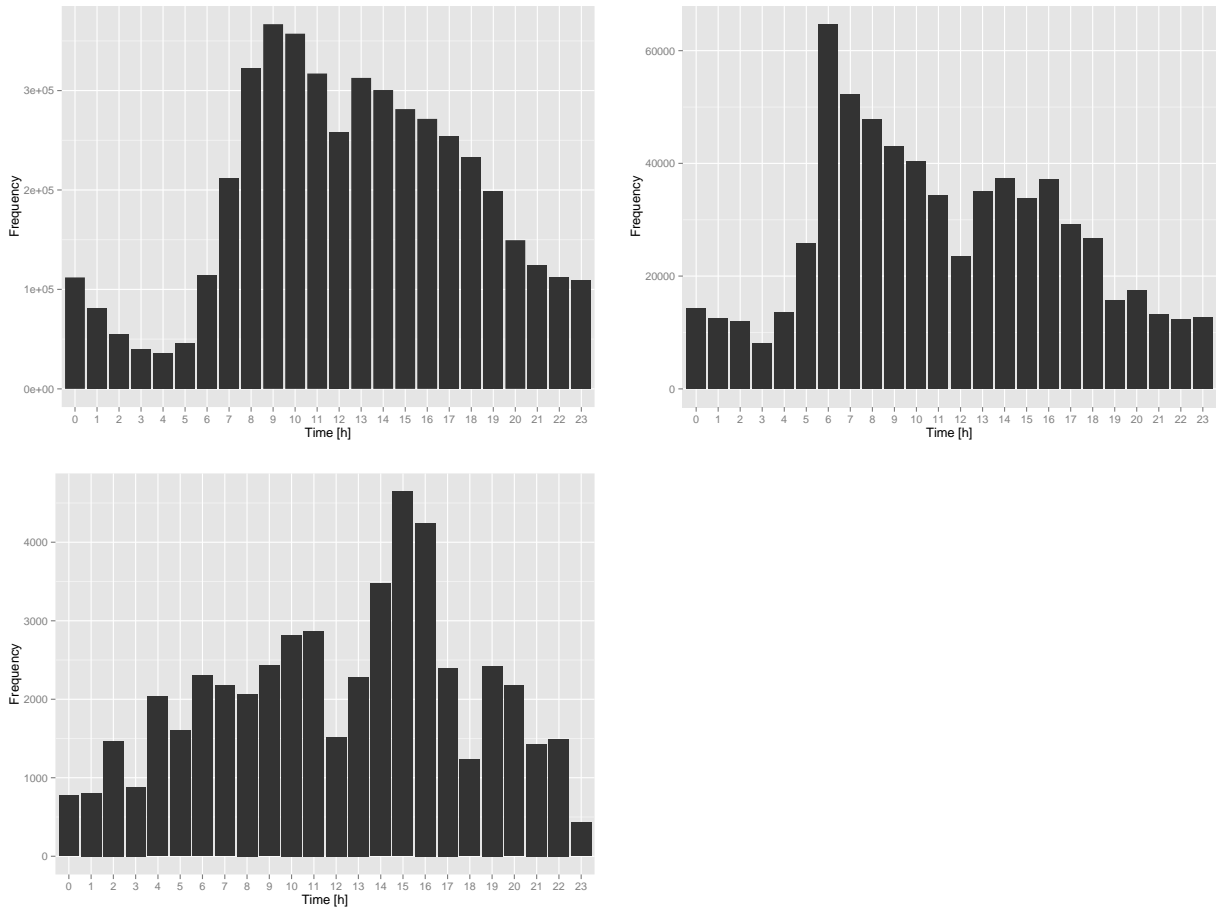 Frequency
3e+05
2e+05
1e+05
0e+00
0 1 2 3 4 5 6 7 8 9 10 11 12 13 14 15 16 17 18 19 20 21 22 23
Time [h]
Frequency
60000
40000
20000
0
0 1 2 3 4 5 6 7 8 9 10 11 12 13 14 15 16 17 18 19 20 21 22 23
Time [h]
Frequency
4000
3000
2000
1000
0
0 1 2 3 4 5 6 7 8 9 10 11 12 13 14 15 16 17 18 19 20 21 22 23
Time [h]